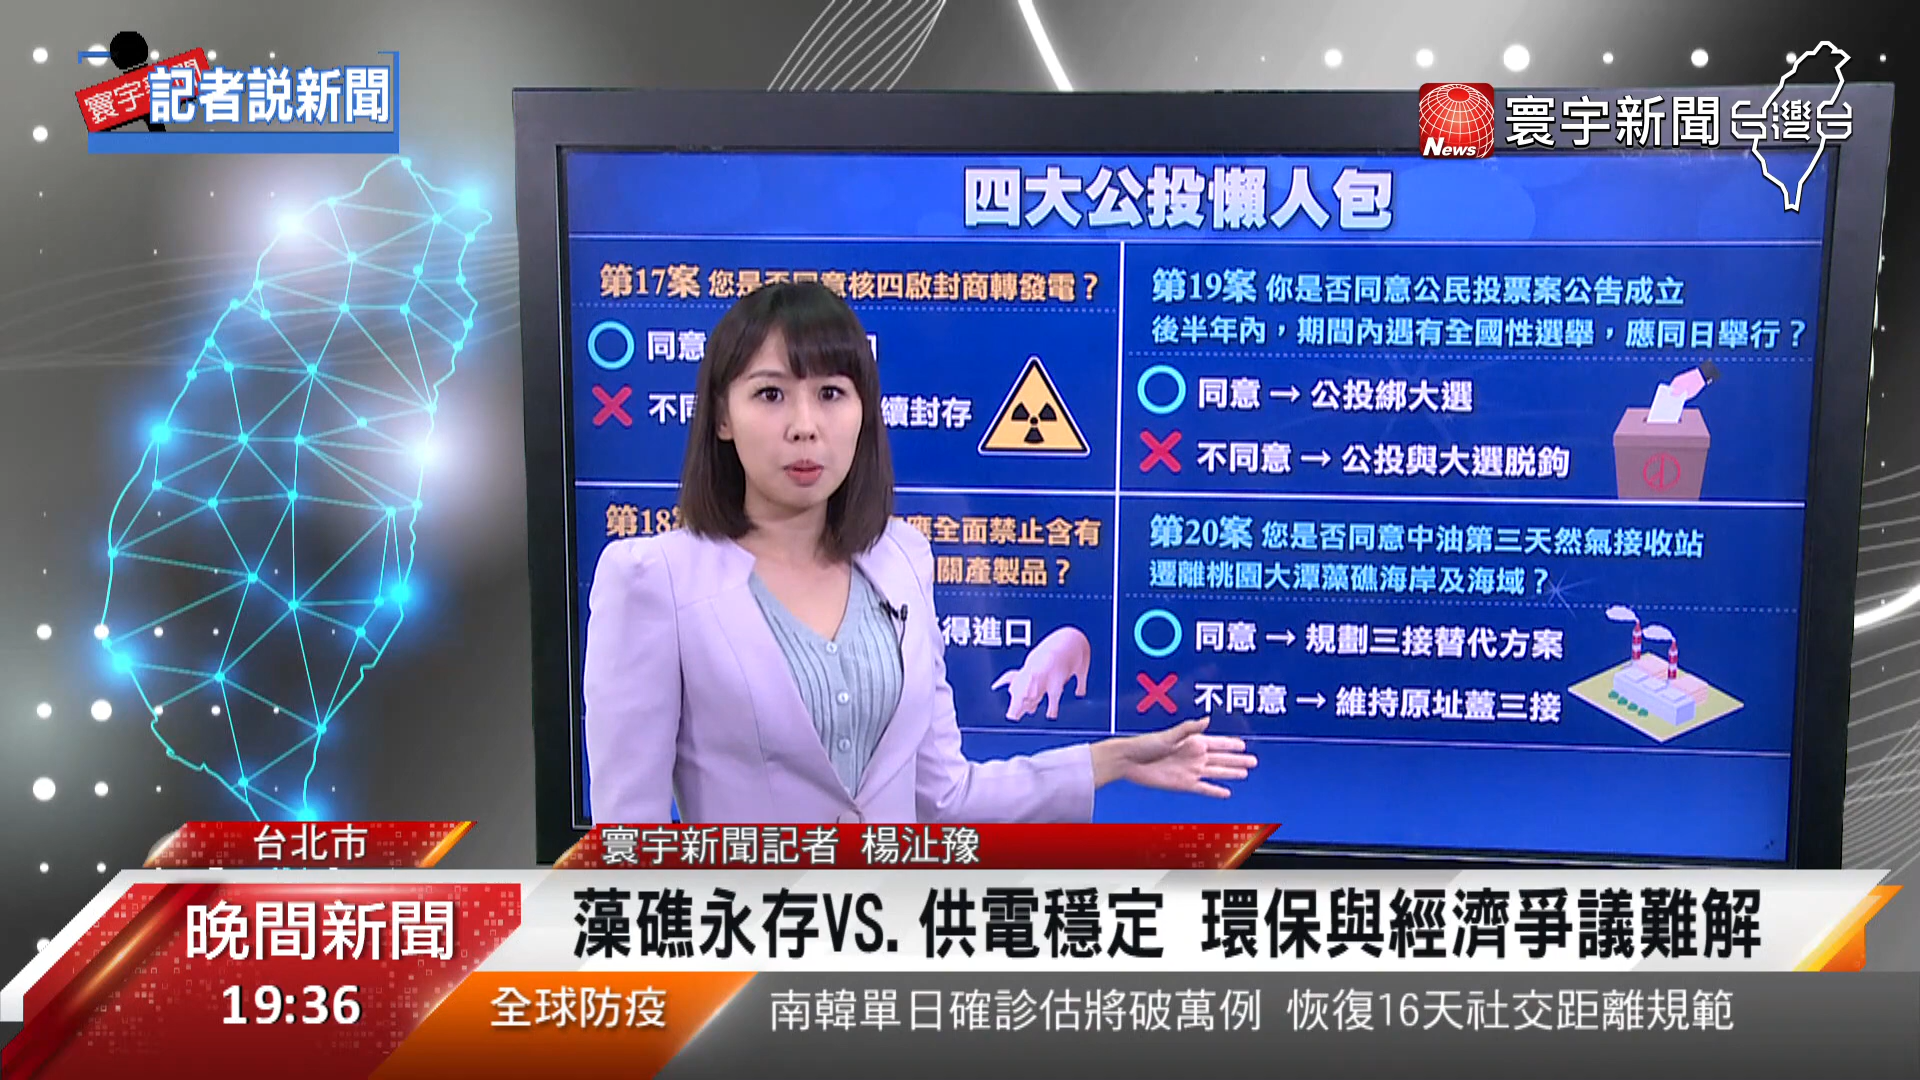 記者説新聞
寰宇
News 寰宇新聞 台灣台
四大公投懶人包
第17案 您是否同意核四啟封商轉發電？
同意
不同
續封存
第18
應全面禁止含有
關產製品？
得進口
第19案 你是否同意公民投票案公告成立
後半年內，期間內遇有全國性選舉，應同日舉行？
同意→公投綁大選
不同意→公投與大選脱鉤
第20案 您是否同意中油第三天然氣接收站
遷離桃園大潭藻礁海岸及海域？
同意→規劃三接替代方案
不同意→維持原址蓋三接
台北市
寰宇新聞記者 楊沚豫
晚間新聞
藻礁永存VS.供電穩定 環保與經濟爭議難解
19:36
全球防疫
南韓單日確診估將破萬例 恢復16天社交距離規範